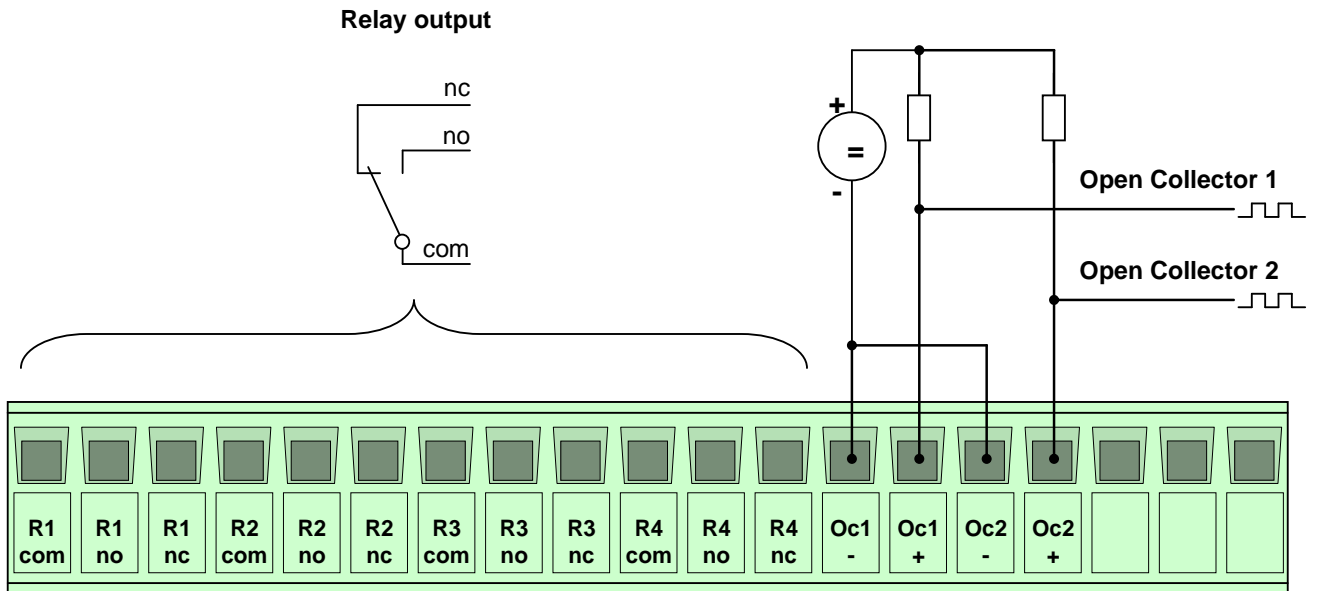 Relay output
nc
no
com
+
=
-
Open Collector 1
Open Collector 2
R1 R1 R1 R2 R2 R2 R3 R3 R3 R4 R4 R4 Oc1 Oc1 Oc2 Oc2
com no nc com no nc com no nc com no nc - + - +